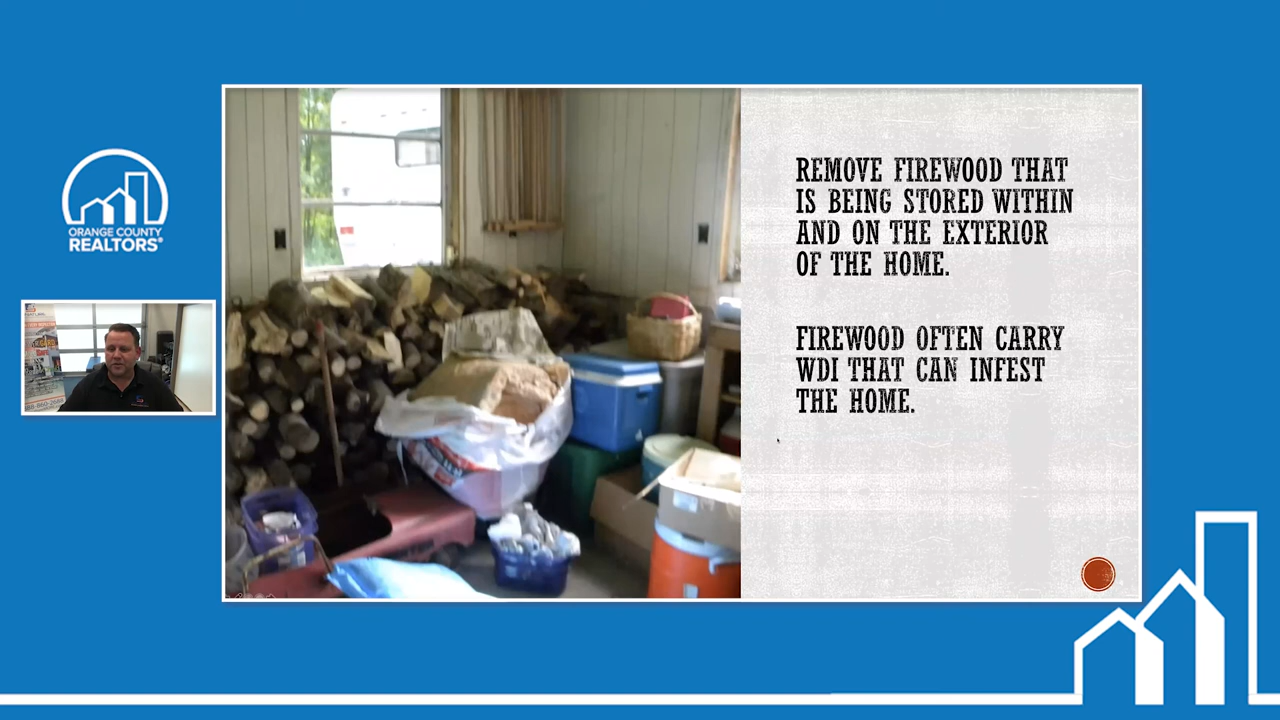 ORANGE COUNTY
REALTORS®
REMOVE FIREWOOD THAT
IS BEING STORED WITHIN
AND ON THE EXTERIOR
OF THE HOME.
FIREWOOD OFTEN CARRY
WDI THAT CAN INFEST
THE HOME.